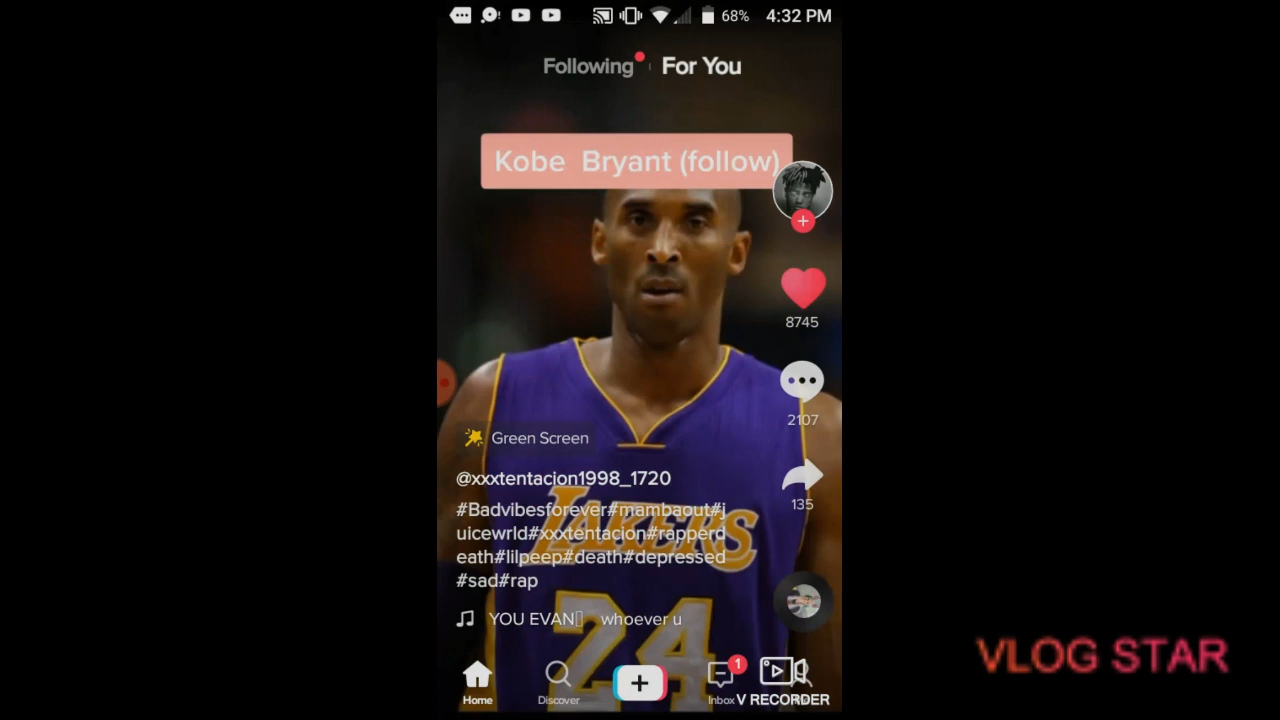 68% 4:32 PM
Following For You
Kobe Bryant (follow)
8745
2107
Green Screen
@xxxtentacion1998_1720
135
#Badvibesforever#mambaout#j
uicewrld#xxxtentacion#rapperd
eath#lilpeep#death#depressed
#sad#rap
LAKERS
24
YOU EVAN▯ whoever u
VLOG STAR
1
Home Discover Inbox V RECORDER